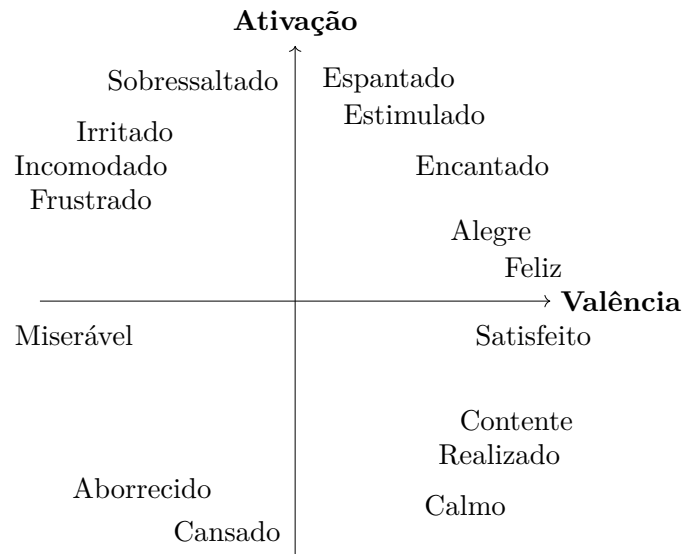 Ativação
Sobressaltado
Espantado
Estimulado
Irritado
Incomodado
Encantado
Frustrado
Alegre
Feliz
Valência
Miserável
Satisfeito
Contente
Realizado
Aborrecido
Calmo
Cansado